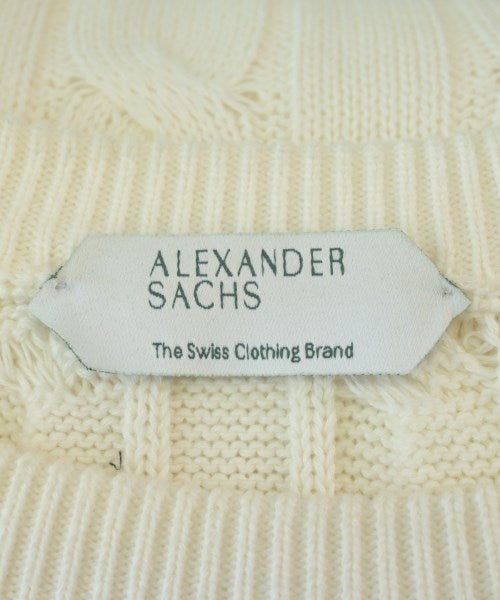 ALEXANDER
SACHS
The Swiss Clothing Brand